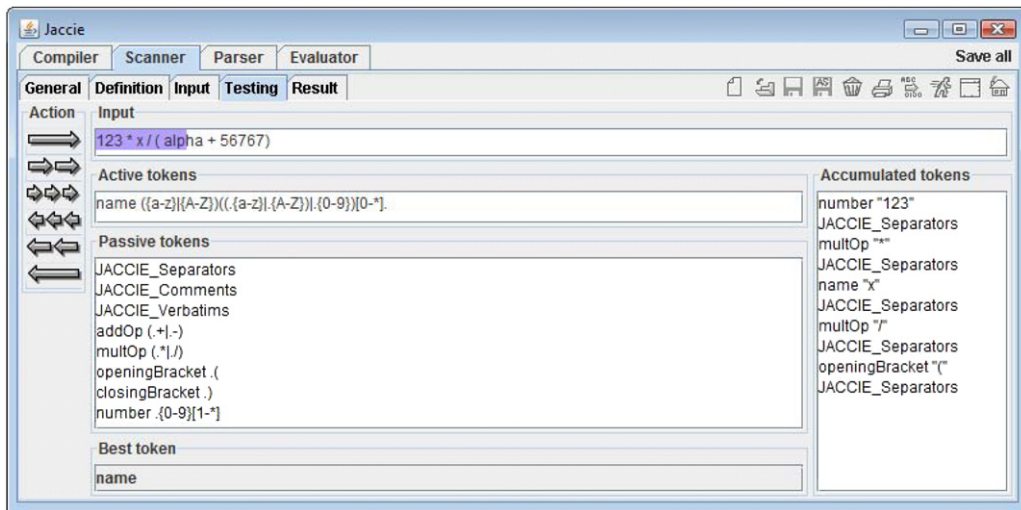 Jaccie
Compiler Scanner Parser Evaluator Save all
General Definition Input Testing Result
Action
Input
123 * x / ( alpha + 56767)
Active tokens
name ({a-z}|{A-Z})((.{a-z}|.{A-Z})|.{0-9})[0-*].
Passive tokens
JACCIE_Separators
JACCIE_Comments
JACCIE_Verbatims
addOp (.+|.-)
multOp (.*|./)
openingBracket .(
closingBracket .)
number .{0-9}[1-*]
Best token
name
Accumulated tokens
number "123"
JACCIE_Separators
multOp "*"
JACCIE_Separators
name "x"
JACCIE_Separators
multOp "/"
JACCIE_Separators
openingBracket "("
JACCIE_Separators